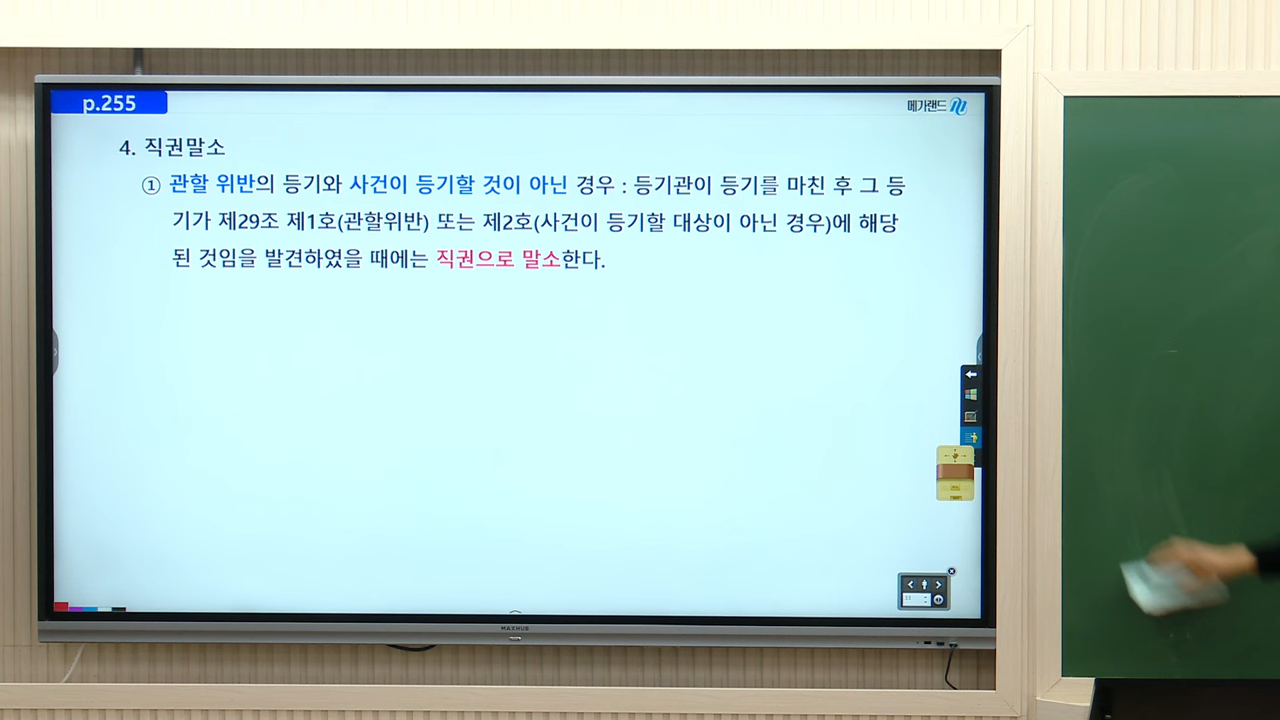 p.255
메가랜드
4. 직권말소
① 관할 위반의 등기와 사건이 등기할 것이 아닌 경우 : 등기관이 등기를 마친 후 그 등
기가 제29조 제1호(관할위반) 또는 제2호(사건이 등기할 대상이 아닌 경우)에 해당
된 것임을 발견하였을 때에는 직권으로 말소한다.
MAXHUB